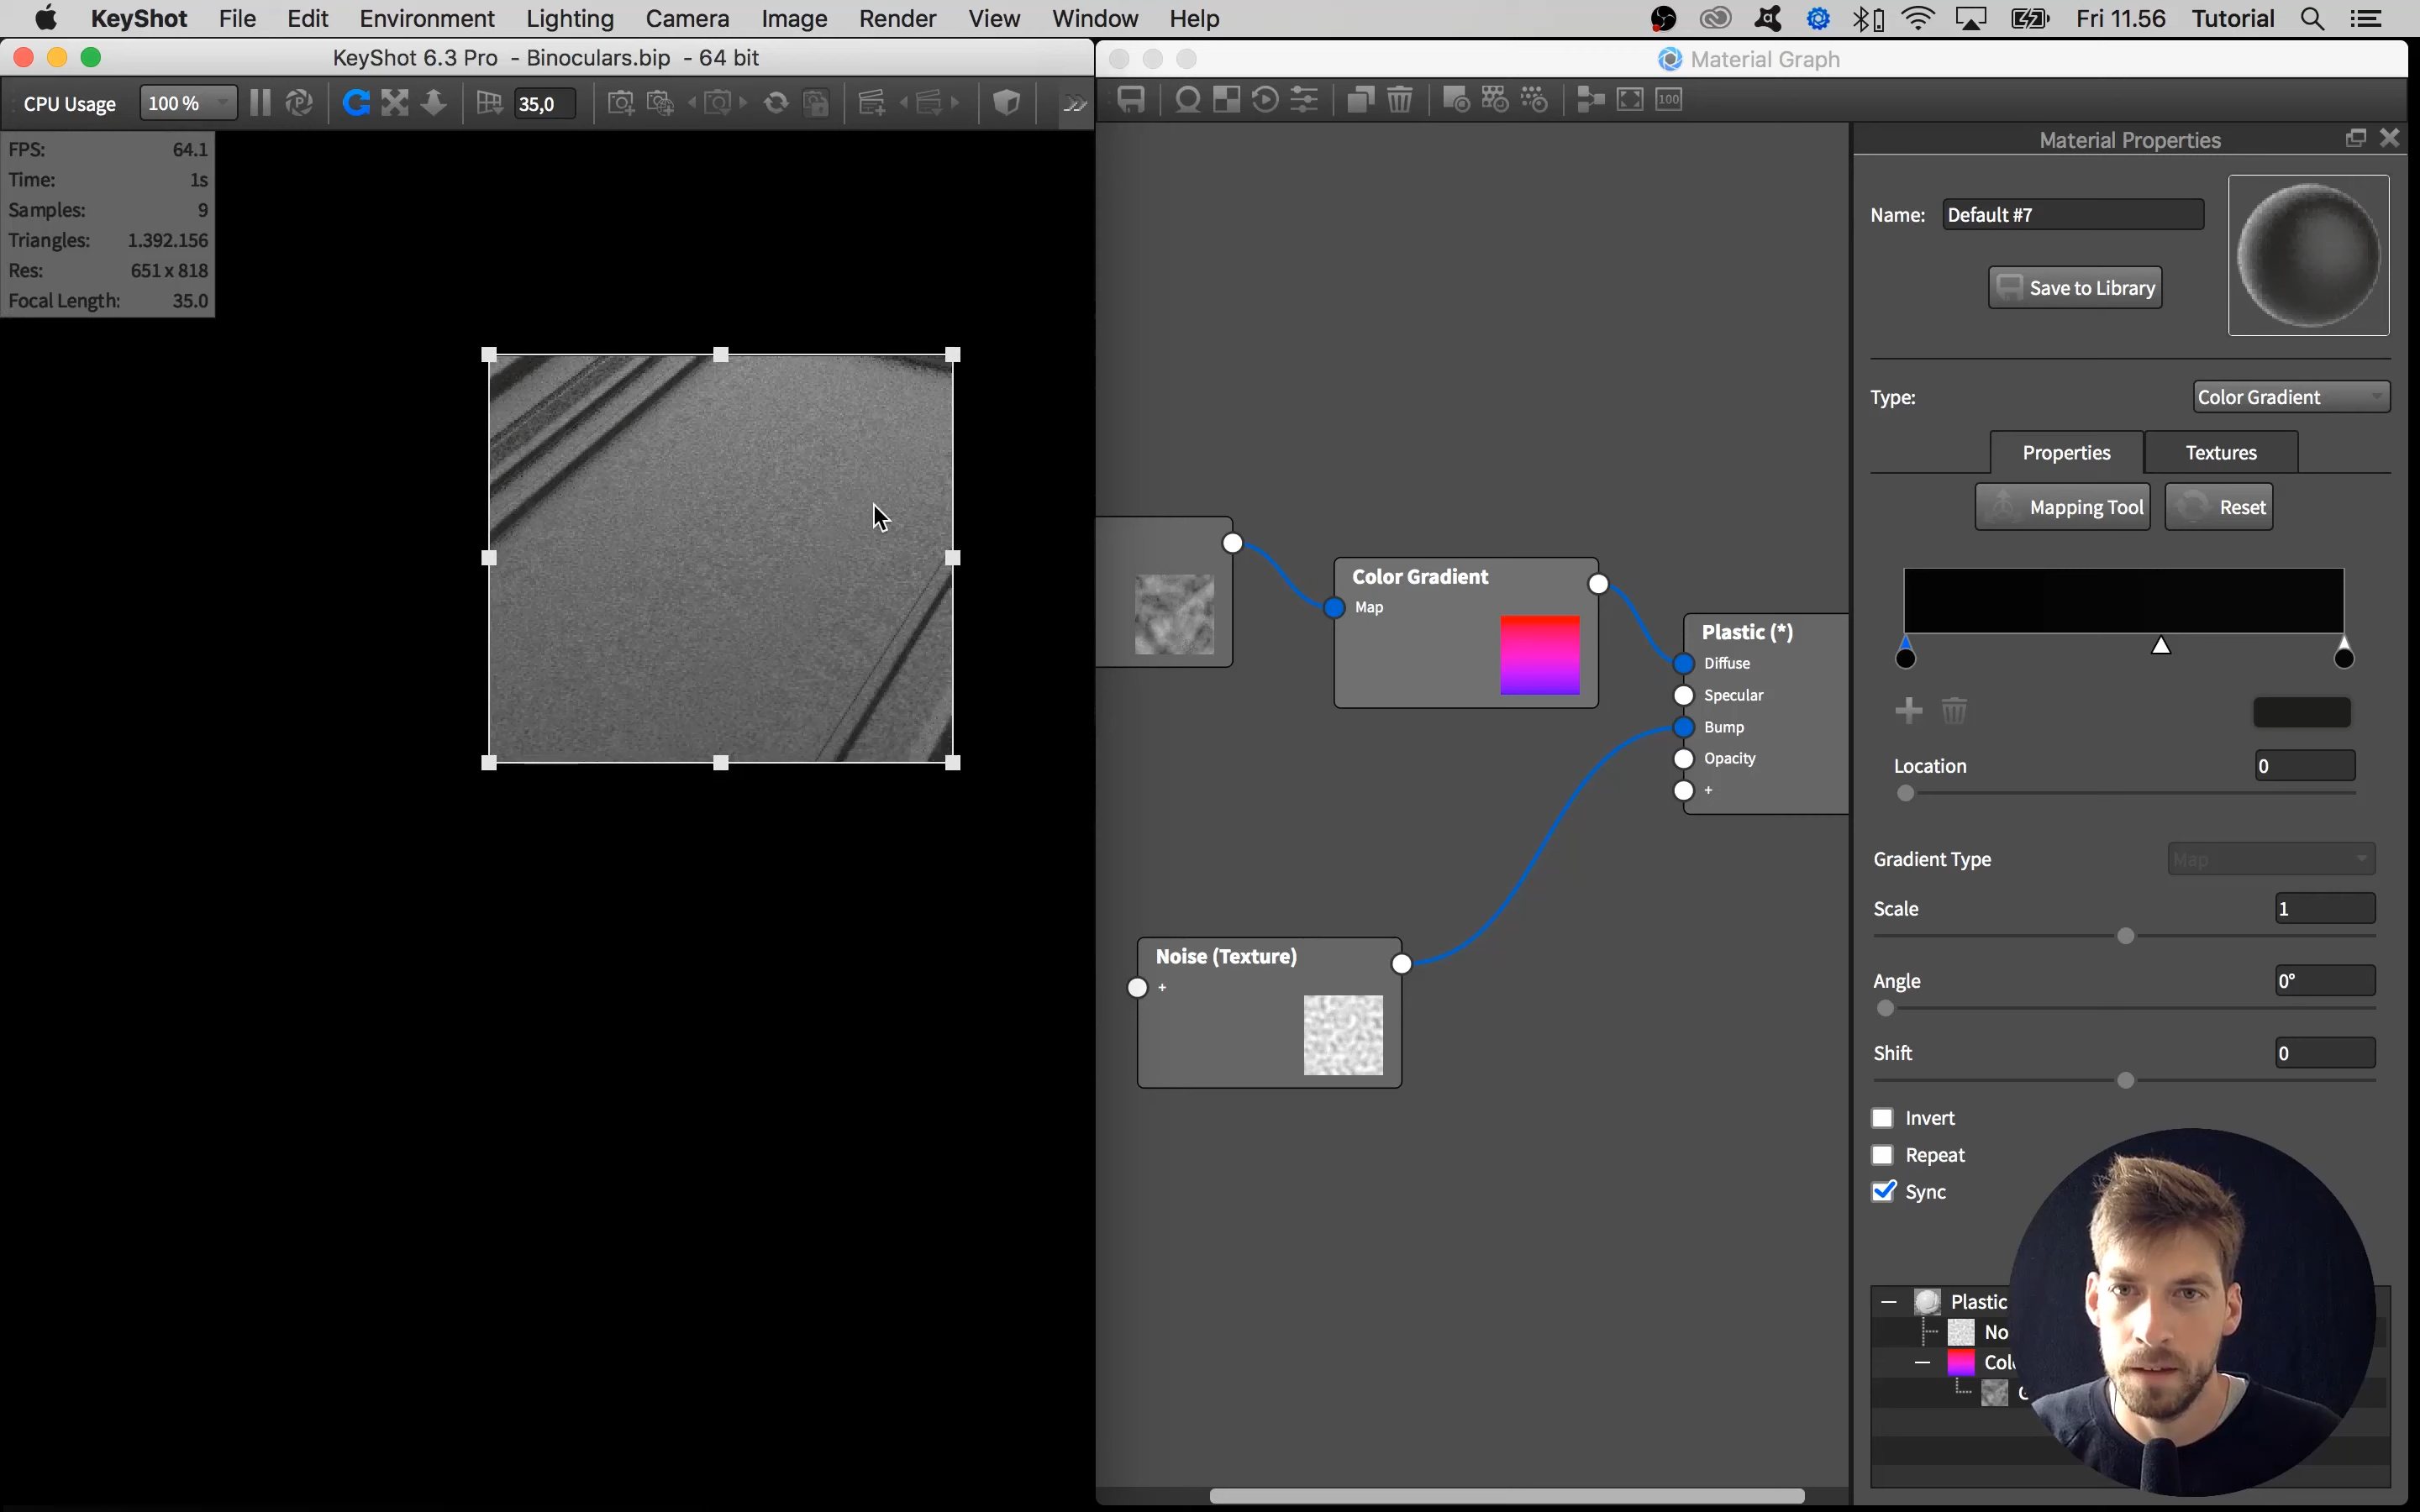 KeyShot File Edit Environment Lighting Camera Image Render View Window Help Fri 11.56 Tutorial
KeyShot 6.3 Pro - Binoculars.bip - 64 bit
Material Graph
CPU Usage 100 % 35,0
100
FPS: 64.1
Time: 1s
Samples: 9
Triangles: 1.392.156
Res: 651 x 818
Focal Length: 35.0
Color Gradient
Map
Plastic (*)
Diffuse
Specular
Bump
Opacity
+
Noise (Texture)
+
Material Properties
Name: Default #7
Save to Library
Type: Color Gradient
Properties Textures
Mapping Tool Reset
Location 0
Gradient Type Map
Scale 1
Angle 0°
Shift 0
Invert
Repeat
Sync
Plastic
No